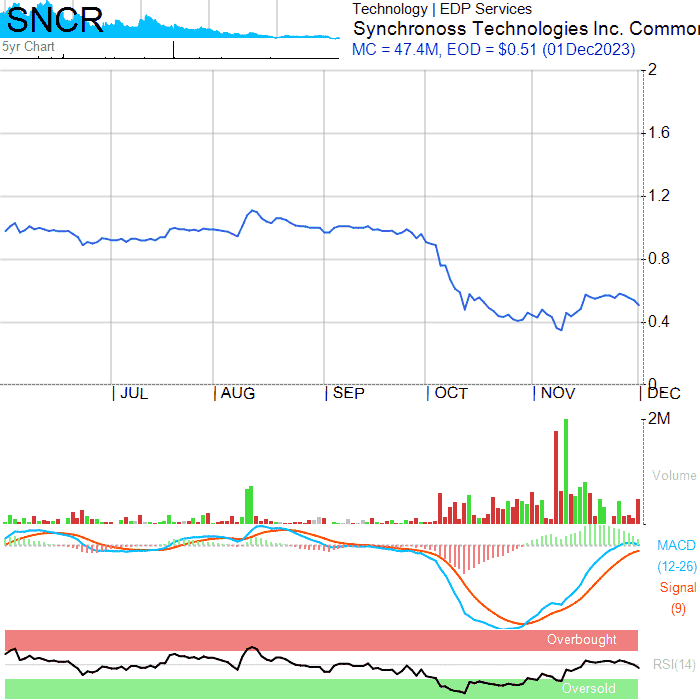 SNCR
5yr Chart
Technology | EDP Services
Synchronoss Technologies Inc. Common
MC = 47.4M, EOD = $0.51 (01Dec2023)
2
1.6
1.2
0.8
0.4
0
| JUL | AUG | SEP | OCT | NOV | DEC
2M
Volume
MACD
(12-26)
Signal
(9)
Overbought
RSI(14)
Oversold